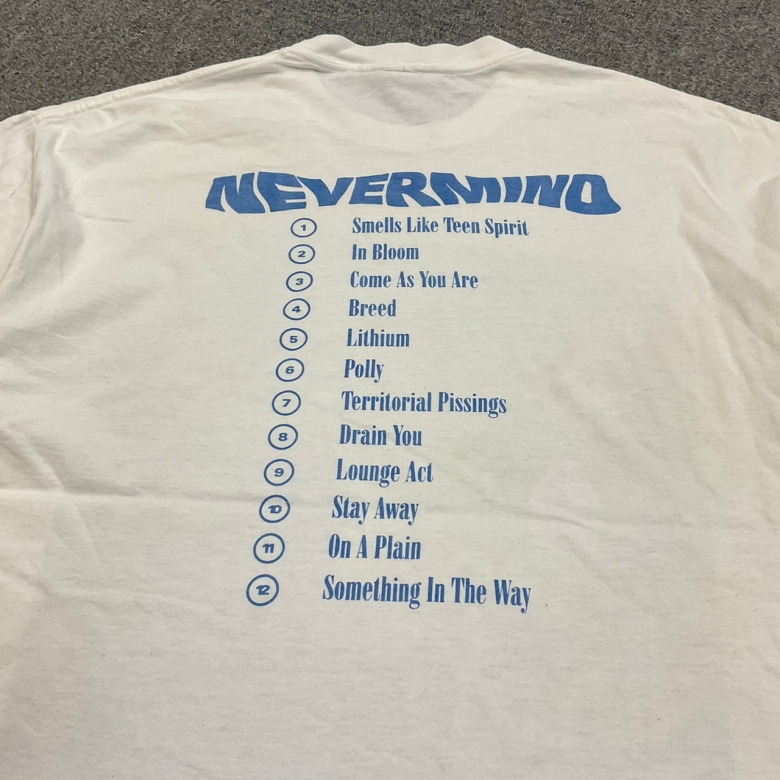 NEVERMIND
1 Smells Like Teen Spirit
2 In Bloom
3 Come As You Are
4 Breed
5 Lithium
6 Polly
7 Territorial Pissings
8 Drain You
9 Lounge Act
10 Stay Away
11 On A Plain
12 Something In The Way